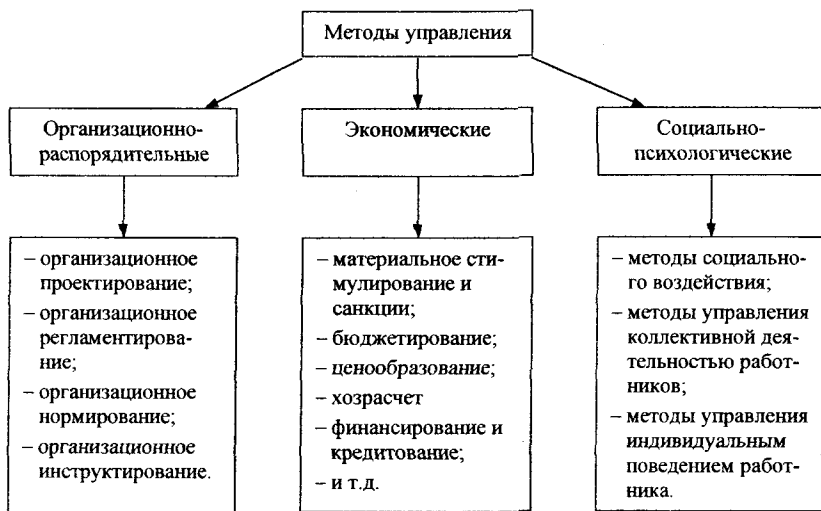 Методы управления
Организационно-
распорядительные
Экономические
Социально-
психологические
– организационное
проектирование;
– организационное
регламентирова-
ние;
– организационное
нормирование;
– организационное
инструктирование.
– материальное сти-
мулирование и
санкции;
– бюджетирование;
– ценообразование;
– хозрасчет
– финансирование и
кредитование;
– и т.д.
– методы социально-
го воздействия;
– методы управления
коллективной дея-
тельностью работ-
ников;
– методы управления
индивидуальным
поведением работ-
ника.